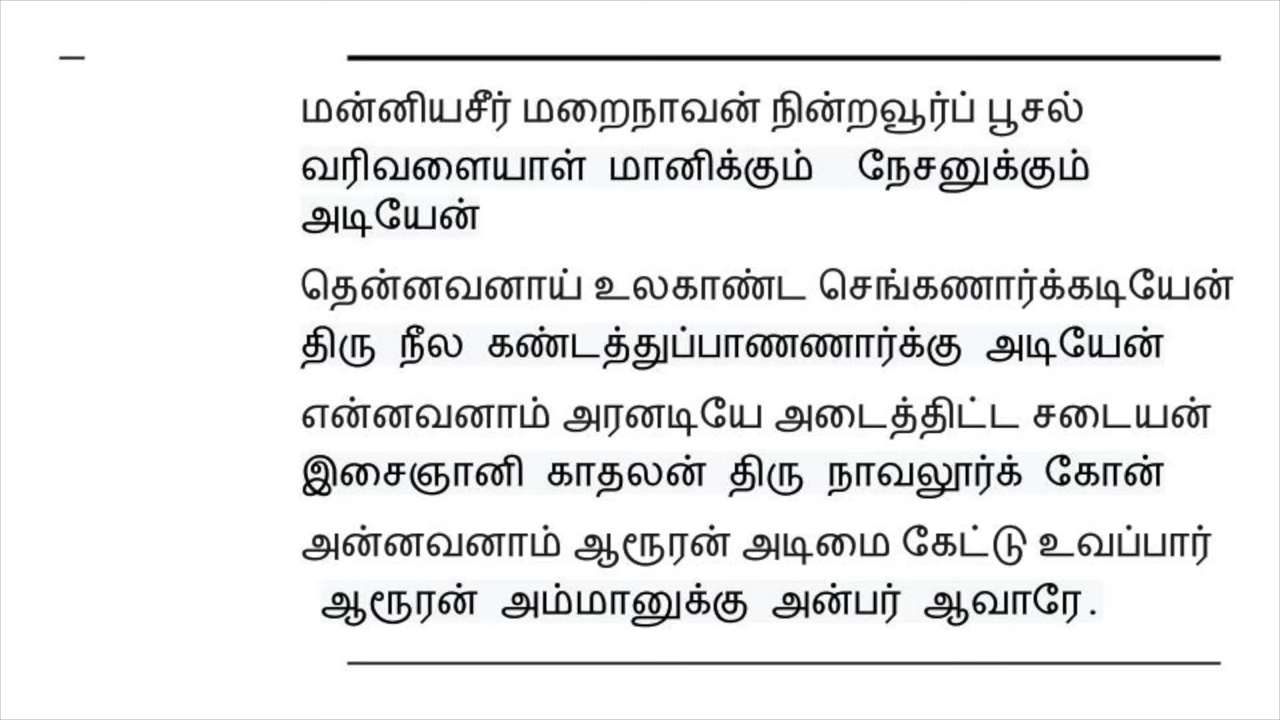 மன்னியசீர் மறைநாவன் நின்றவூர்ப் பூசல்
வரிவளையாள் மானிக்கும் நேசனுக்கும்
அடியேன்
தென்னவனாய் உலகாண்ட செங்கணார்க்கடியேன்
திரு நீல கண்டத்துப்பாணணார்க்கு அடியேன்
என்னவனாம் அரனடியே அடைத்திட்ட சடையன்
இசைஞானி காதலன் திரு நாவலூர்க் கோன்
அன்னவனாம் ஆரூரன் அடிமை கேட்டு உவப்பார்
ஆரூரன் அம்மானுக்கு அன்பர் ஆவாரே.